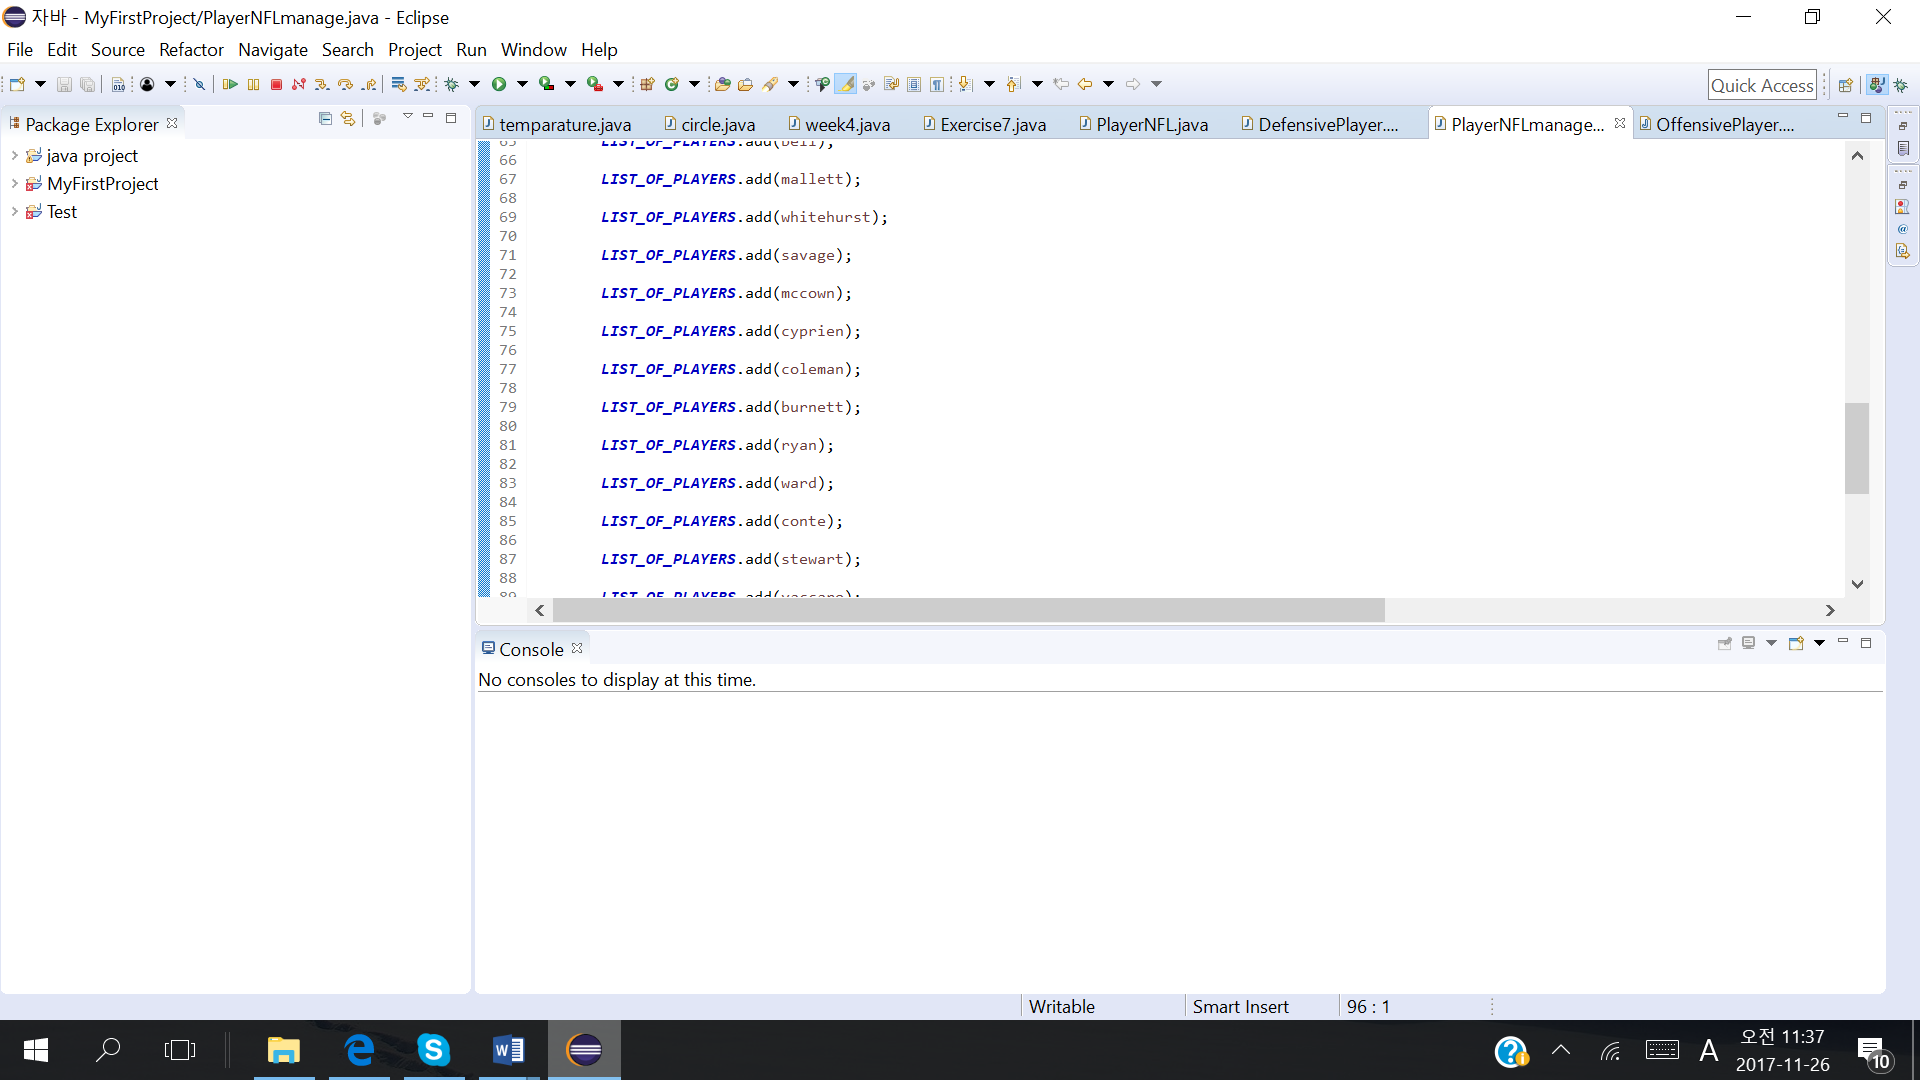 자바 - MyFirstProject/PlayerNFLmanage.java - Eclipse
File Edit Source Refactor Navigate Search Project Run Window Help
Quick Access
Package Explorer
java project
MyFirstProject
Test
temparature.java circle.java week4.java Exercise7.java PlayerNFL.java DefensivePlayer.... PlayerNFLmanage... OffensivePlayer....
65 LIST_OF_PLAYERS.add(bell);
66
67 LIST_OF_PLAYERS.add(mallett);
68
69 LIST_OF_PLAYERS.add(whitehurst);
70
71 LIST_OF_PLAYERS.add(savage);
72
73 LIST_OF_PLAYERS.add(mccown);
74
75 LIST_OF_PLAYERS.add(cyprien);
76
77 LIST_OF_PLAYERS.add(coleman);
78
79 LIST_OF_PLAYERS.add(burnett);
80
81 LIST_OF_PLAYERS.add(ryan);
82
83 LIST_OF_PLAYERS.add(ward);
84
85 LIST_OF_PLAYERS.add(conte);
86
87 LIST_OF_PLAYERS.add(stewart);
88
89 LIST_OF_PLAYERS.add(vaccaro);
Console
No consoles to display at this time.
Writable Smart Insert 96 : 1
A 오전 11:37
2017-11-26
10